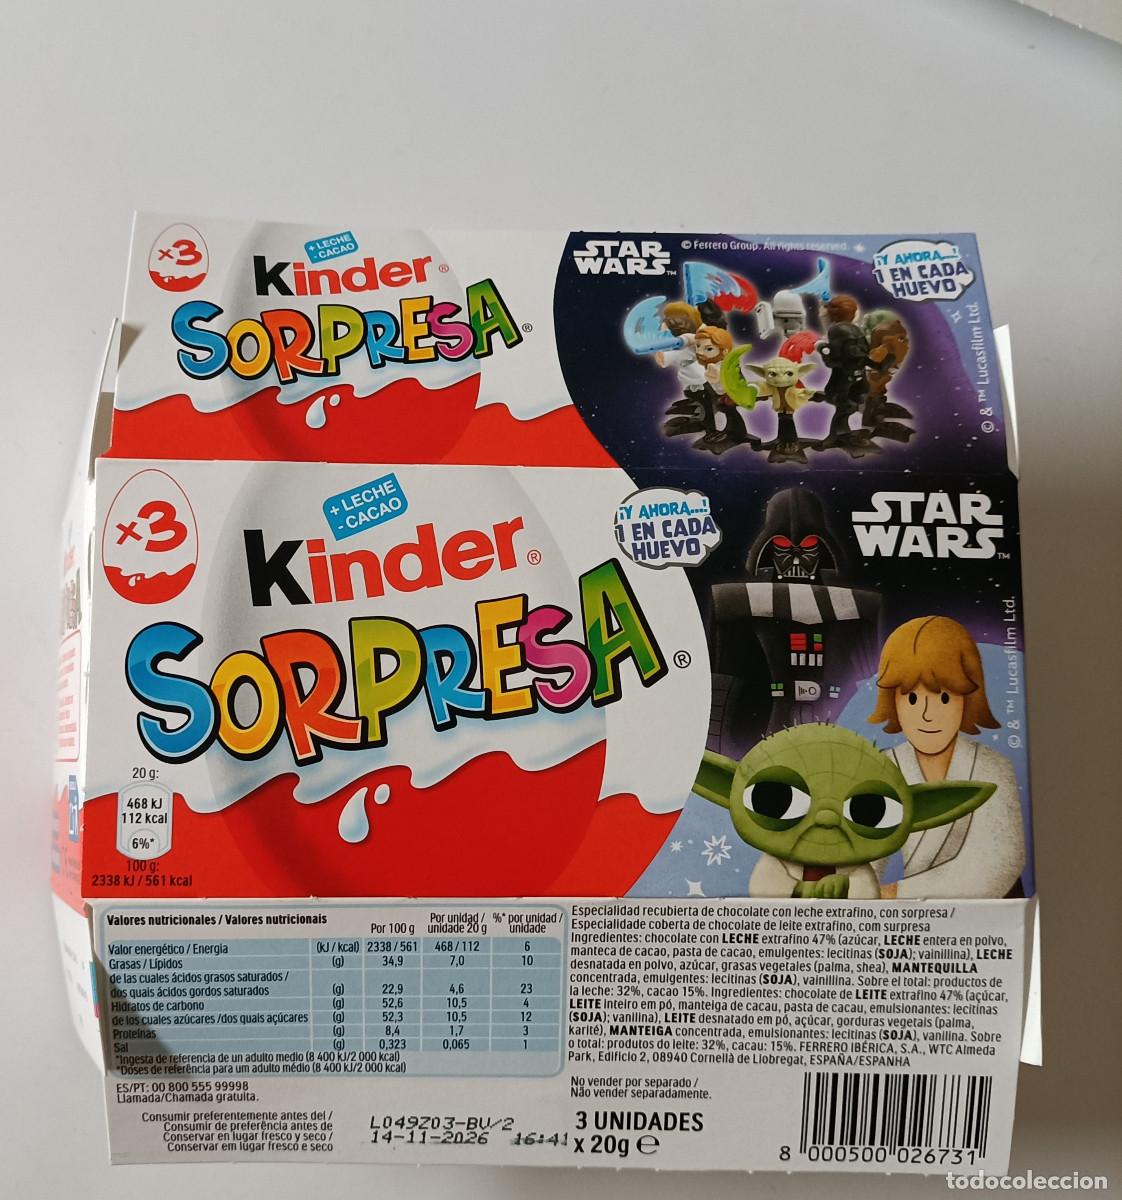 x3
+ LECHE
- CACAO
Kinder®
SORPRESA®
STAR
WARS™
© Ferrero Group. All rights reserved.
¡Y AHORA...!
1 EN CADA
HUEVO
© & ™ Lucasfilm Ltd.
x3
+ LECHE
- CACAO
Kinder®
SORPRESA®
¡Y AHORA...!
1 EN CADA
HUEVO
STAR
WARS™
© & ™ Lucasfilm Ltd.
20 g:
468 kJ
112 kcal
6%*
100 g:
2338 kJ / 561 kcal
Valores nutricionales / Valores nutricionais
Por 100 g
Por unidad / unidade 20 g
%* por unidad / unidade
Valor energético / Energia (kJ / kcal) 2338 / 561 468 / 112 6
Grasas / Lípidos (g) 34,9 7,0 10
de las cuales ácidos grasos saturados /
dos quais ácidos gordos saturados (g) 22,9 4,6 23
Hidratos de carbono (g) 52,6 10,5 4
de los cuales azúcares /dos quais açúcares (g) 52,3 10,5 12
Proteínas (g) 8,4 1,7 3
Sal (g) 0,323 0,065 1
*Ingesta de referencia de un adulto medio (8 400 kJ/2 000 kcal)
*Doses de referência para um adulto médio (8 400 kJ/2 000 kcal)
Especialidad recubierta de chocolate con leche extrafino, con sorpresa /
Especialidade coberta de chocolate de leite extrafino, com surpresa
Ingredientes: chocolate con LECHE extrafino 47% (azúcar, LECHE entera en polvo,
manteca de cacao, pasta de cacao, emulgentes: lecitinas (SOJA); vainillina), LECHE
desnatada en polvo, azúcar, grasas vegetales (palma, shea), MANTEQUILLA
concentrada, emulgentes: lecitinas (SOJA), vainillina. Sobre el total: productos de
la leche: 32%, cacao 15%. Ingredientes: chocolate de LEITE extrafino 47% (açúcar,
LEITE inteiro em pó, manteiga de cacau, pasta de cacau, emulsionantes: lecitinas
(SOJA); vanilina), LEITE desnatado em pó, açúcar, gorduras vegetais (palma,
karité), MANTEIGA concentrada, emulsionantes: lecitinas (SOJA), vanilina. Sobre
o total: produtos do leite: 32%, cacau: 15%. FERRERO IBÉRICA, S.A., WTC Almeda
Park, Edificio 2, 08940 Cornellà de Llobregat, ESPAÑA/ESPANHA
ES/PT: 00 800 555 99998
Llamada/Chamada gratuita.
Consumir preferentemente antes del /
Consumir de preferência antes de
Conservar en lugar fresco y seco /
Conservar em lugar fresco e seco
L049Z03-BV/2
14-11-2026 16:41
No vender por separado /
Não vender separadamente.
3 UNIDADES
x 20g e
8 000500 026731
todocoleccion